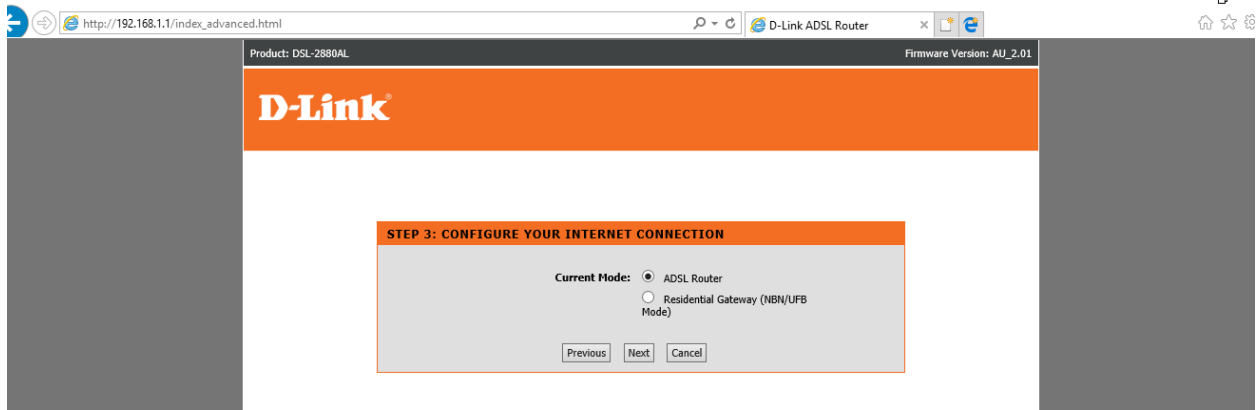 http://192.168.1.1/index_advanced.html D-Link ADSL Router
Product: DSL-2880AL Firmware Version: AU_2.01
D-Link®
STEP 3: CONFIGURE YOUR INTERNET CONNECTION
Current Mode: ADSL Router
Residential Gateway (NBN/UFB
Mode)
Previous Next Cancel